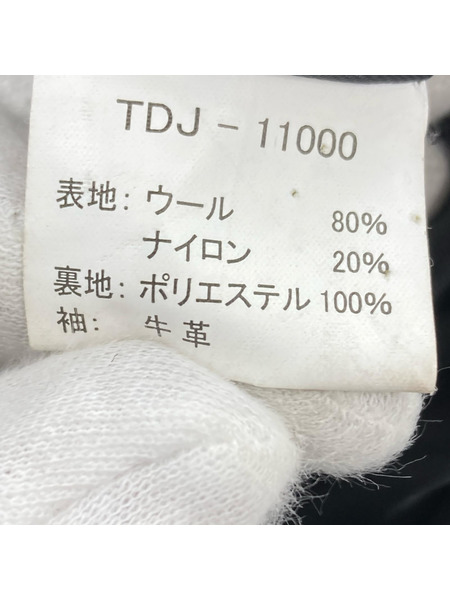 TDJ - 11000
表地: ウール 80%
ナイロン 20%
裏地: ポリエステル 100%
袖: 牛革